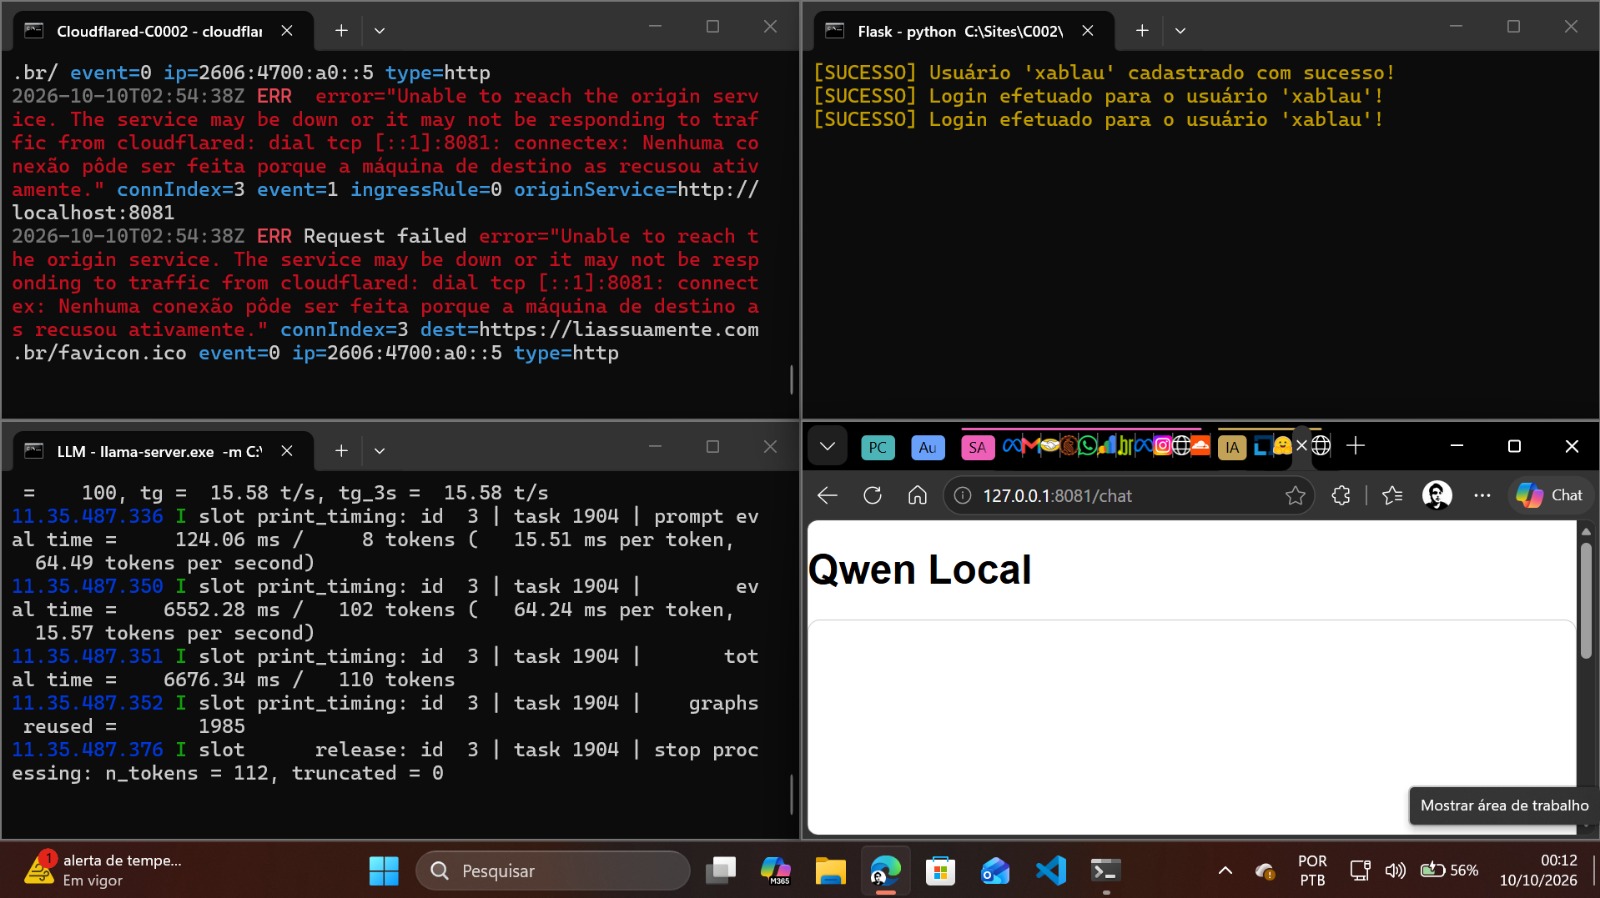 Cloudflared-C0002 - cloudflar
.br/ event=0 ip=2606:4700:a0::5 type=http
2026-10-10T02:54:38Z ERR  error="Unable to reach the origin serv
ice. The service may be down or it may not be responding to traf
fic from cloudflared: dial tcp [::1]:8081: connectex: Nenhuma co
nexão pôde ser feita porque a máquina de destino as recusou ativ
amente." connIndex=3 event=1 ingressRule=0 originService=http://
localhost:8081
2026-10-10T02:54:38Z ERR Request failed error="Unable to reach t
he origin service. The service may be down or it may not be resp
onding to traffic from cloudflared: dial tcp [::1]:8081: connect
ex: Nenhuma conexão pôde ser feita porque a máquina de destino a
s recusou ativamente." connIndex=3 dest=https://liassuamente.com
.br/favicon.ico event=0 ip=2606:4700:a0::5 type=http
Flask - python  C:\Sites\C002\
[SUCESSO] Usuário 'xablau' cadastrado com sucesso!
[SUCESSO] Login efetuado para o usuário 'xablau'!
[SUCESSO] Login efetuado para o usuário 'xablau'!
LLM - llama-server.exe  -m C:\
 =    100, tg =  15.58 t/s, tg_3s =  15.58 t/s
11.35.487.336 I slot print_timing: id  3 | task 1904 | prompt ev
al time =     124.06 ms /     8 tokens (   15.51 ms per token,
  64.49 tokens per second)
11.35.487.350 I slot print_timing: id  3 | task 1904 |        ev
al time =    6552.28 ms /   102 tokens (   64.24 ms per token,
  15.57 tokens per second)
11.35.487.351 I slot print_timing: id  3 | task 1904 |       tot
al time =    6676.34 ms /   110 tokens
11.35.487.352 I slot print_timing: id  3 | task 1904 |    graphs
 reused =       1985
11.35.487.376 I slot      release: id  3 | task 1904 | stop proc
essing: n_tokens = 112, truncated = 0
PC Au SA br IA
127.0.0.1:8081/chat
Chat
Qwen Local
Mostrar área de trabalho
1
alerta de tempe...
Em vigor
Pesquisar
M365
POR
PTB
56%
00:12
10/10/2026